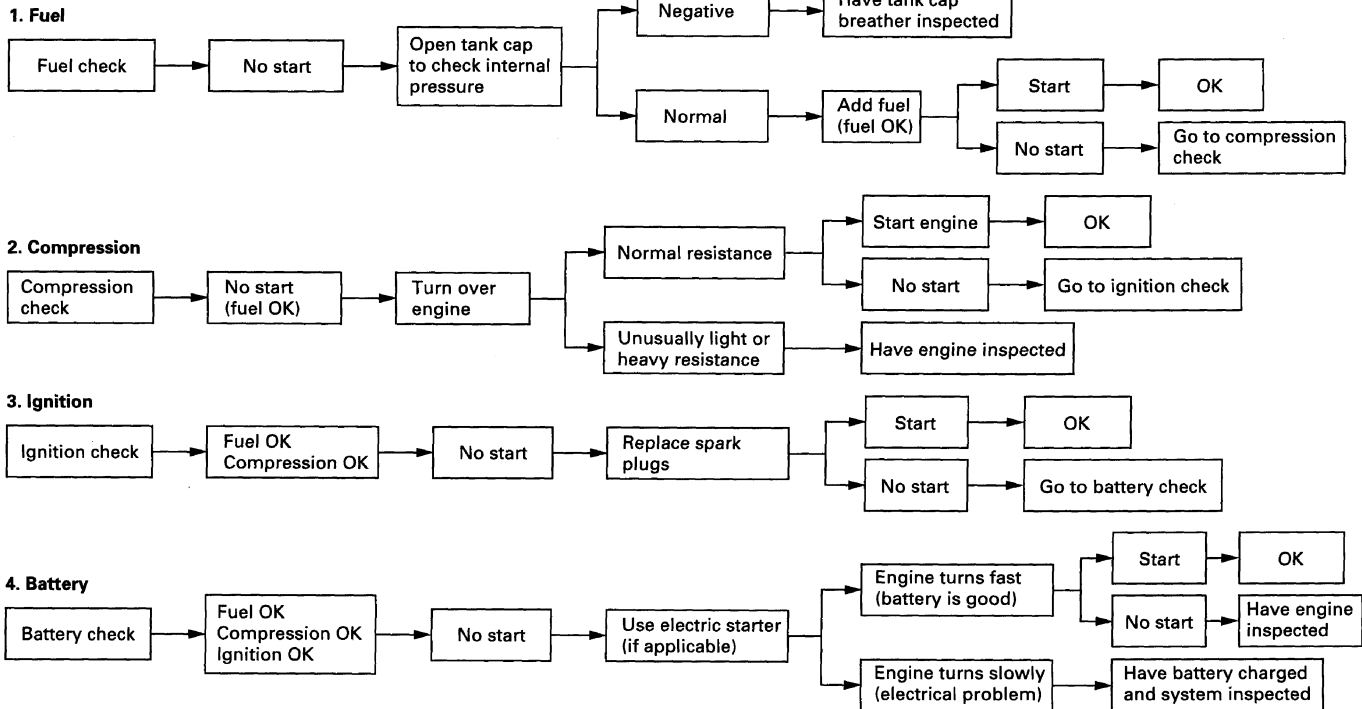 1. Fuel
Fuel check
No start
Open tank cap
to check internal
pressure
Negative
Have tank cap
breather inspected
Normal
Add fuel
(fuel OK)
Start
OK
No start
Go to compression
check
2. Compression
Compression
check
No start
(fuel OK)
Turn over
engine
Normal resistance
Start engine
OK
No start
Go to ignition check
Unusually light or
heavy resistance
Have engine inspected
3. Ignition
Ignition check
Fuel OK
Compression OK
No start
Replace spark
plugs
Start
OK
No start
Go to battery check
4. Battery
Battery check
Fuel OK
Compression OK
Ignition OK
No start
Use electric starter
(if applicable)
Engine turns fast
(battery is good)
Start
OK
No start
Have engine
inspected
Engine turns slowly
(electrical problem)
Have battery charged
and system inspected